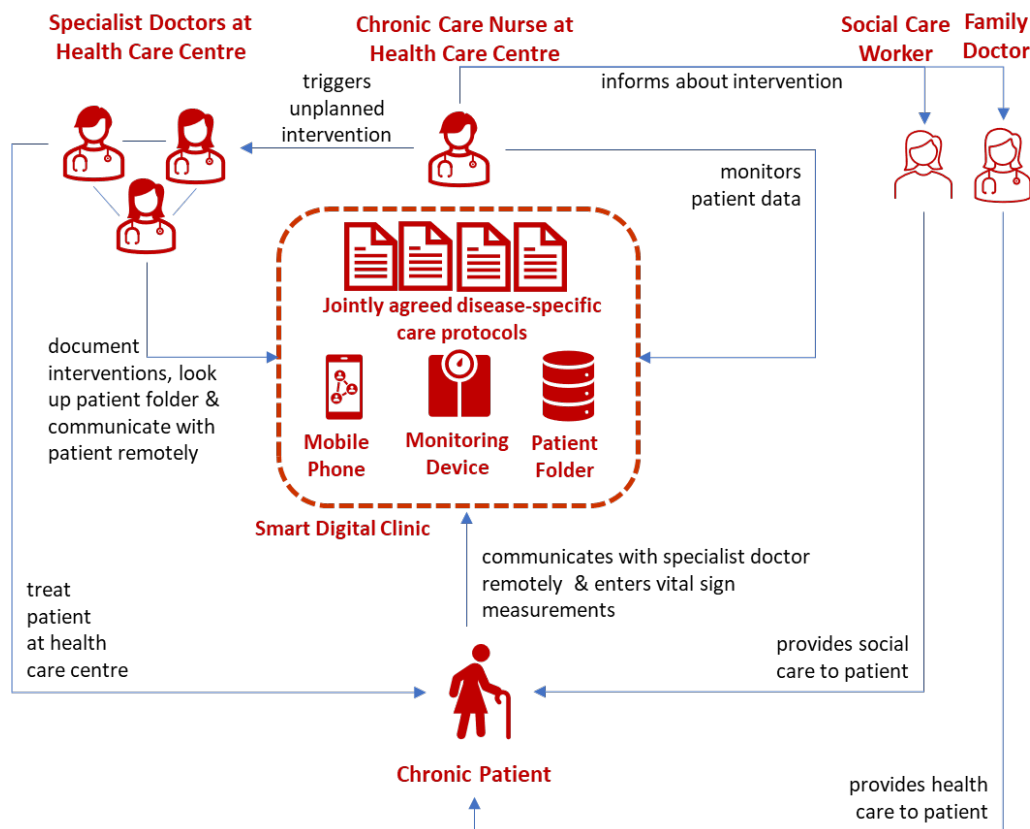 Specialist Doctors at
Health Care Centre
Chronic Care Nurse at
Health Care Centre
Social Care
Worker
Family
Doctor
triggers
unplanned
intervention
informs about intervention
monitors
patient data
Jointly agreed disease-specific
care protocols
document
interventions, look
up patient folder &
communicate with
patient remotely
Mobile
Phone
Monitoring
Device
Patient
Folder
Smart Digital Clinic
communicates with specialist doctor
remotely & enters vital sign
measurements
treat
patient
at health
care centre
provides social
care to patient
Chronic Patient
provides health
care to patient